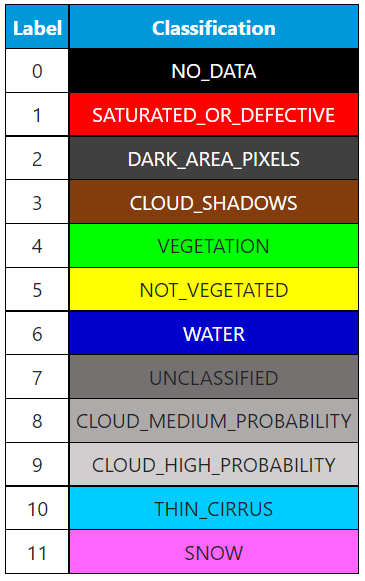 Label Classification
0 NO_DATA
1 SATURATED_OR_DEFECTIVE
2 DARK_AREA_PIXELS
3 CLOUD_SHADOWS
4 VEGETATION
5 NOT_VEGETATED
6 WATER
7 UNCLASSIFIED
8 CLOUD_MEDIUM_PROBABILITY
9 CLOUD_HIGH_PROBABILITY
10 THIN_CIRRUS
11 SNOW